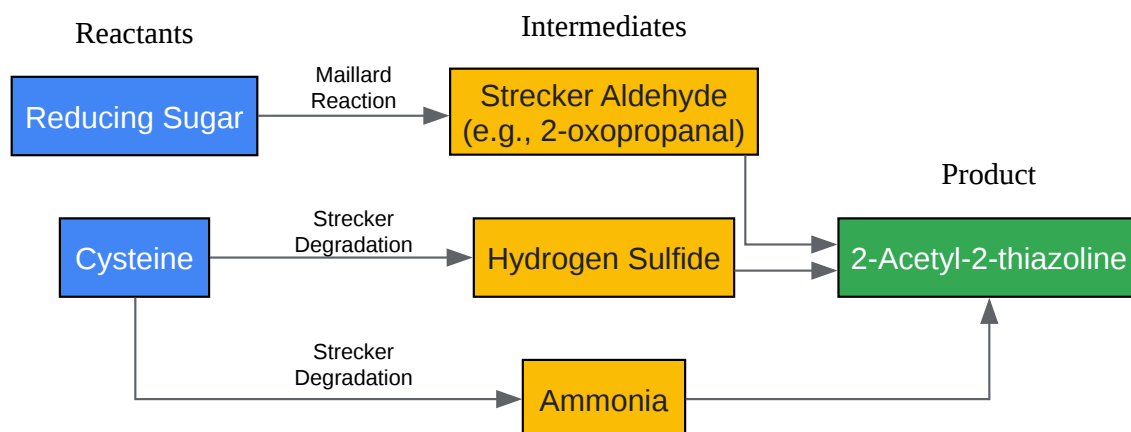 Reactants
Intermediates
Reducing Sugar
Maillard
Reaction
Strecker Aldehyde
(e.g., 2-oxopropanal)
Product
Cysteine
Strecker
Degradation
Hydrogen Sulfide
2-Acetyl-2-thiazoline
Strecker
Degradation
Ammonia